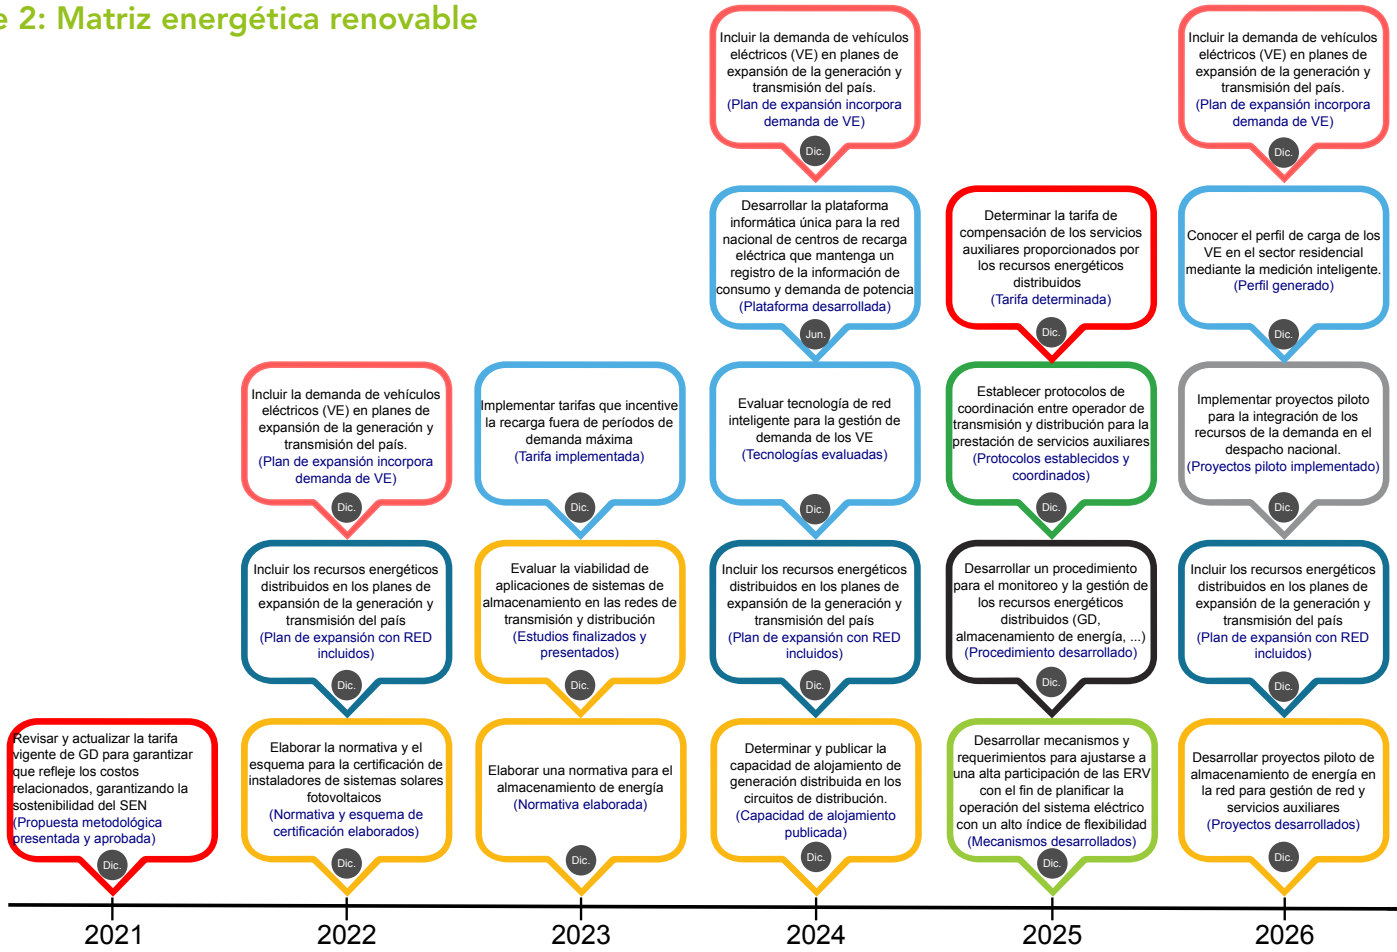 e 2: Matriz energética renovable
Incluir la demanda de vehículos
eléctricos (VE) en planes de
expansión de la generación y
transmisión del país.
(Plan de expansión incorpora
demanda de VE)
Dic.
Incluir la demanda de vehículos
eléctricos (VE) en planes de
expansión de la generación y
transmisión del país.
(Plan de expansión incorpora
demanda de VE)
Dic.
Desarrollar la plataforma
informática única para la red
nacional de centros de recarga
eléctrica que mantenga un
registro de la información de
consumo y demanda de potencia
(Plataforma desarrollada)
Jun.
Determinar la tarifa de
compensación de los servicios
auxiliares proporcionados por
los recursos energéticos
distribuidos
(Tarifa determinada)
Dic.
Conocer el perfil de carga de los
VE en el sector residencial
mediante la medición inteligente.
(Perfil generado)
Dic.
Incluir la demanda de vehículos
eléctricos (VE) en planes de
expansión de la generación y
transmisión del país.
(Plan de expansión incorpora
demanda de VE)
Dic.
Implementar tarifas que incentive
la recarga fuera de períodos de
demanda máxima
(Tarifa implementada)
Dic.
Evaluar tecnología de red
inteligente para la gestión de
demanda de los VE
(Tecnologías evaluadas)
Dic.
Establecer protocolos de
coordinación entre operador de
transmisión y distribución para la
prestación de servicios auxiliares
(Protocolos establecidos y
coordinados)
Dic.
Implementar proyectos piloto
para la integración de los
recursos de la demanda en el
despacho nacional.
(Proyectos piloto implementado)
Dic.
Incluir los recursos energéticos
distribuidos en los planes de
expansión de la generación y
transmisión del país
(Plan de expansión con RED
incluidos)
Dic.
Evaluar la viabilidad de
aplicaciones de sistemas de
almacenamiento en las redes de
transmisión y distribución
(Estudios finalizados y
presentados)
Dic.
Incluir los recursos energéticos
distribuidos en los planes de
expansión de la generación y
transmisión del país
(Plan de expansión con RED
incluidos)
Dic.
Desarrollar un procedimiento
para el monitoreo y la gestión de
los recursos energéticos
distribuidos (GD,
almacenamiento de energía, ...)
(Procedimiento desarrollado)
Dic.
Incluir los recursos energéticos
distribuidos en los planes de
expansión de la generación y
transmisión del país
(Plan de expansión con RED
incluidos)
Dic.
Revisar y actualizar la tarifa
vigente de GD para garantizar
que refleje los costos
relacionados, garantizando la
sostenibilidad del SEN
(Propuesta metodológica
presentada y aprobada)
Dic.
Elaborar la normativa y el
esquema para la certificación de
instaladores de sistemas solares
fotovoltaicos
(Normativa y esquema de
certificación elaborados)
Dic.
Elaborar una normativa para el
almacenamiento de energía
(Normativa elaborada)
Dic.
Determinar y publicar la
capacidad de alojamiento de
generación distribuida en los
circuitos de distribución.
(Capacidad de alojamiento
publicada)
Dic.
Desarrollar mecanismos y
requerimientos para ajustarse a
una alta participación de las ERV
con el fin de planificar la
operación del sistema eléctrico
con un alto índice de flexibilidad
(Mecanismos desarrollados)
Dic.
Desarrollar proyectos piloto de
almacenamiento de energía en
la red para gestión de red y
servicios auxiliares
(Proyectos desarrollados)
Dic.
2021
2022
2023
2024
2025
2026